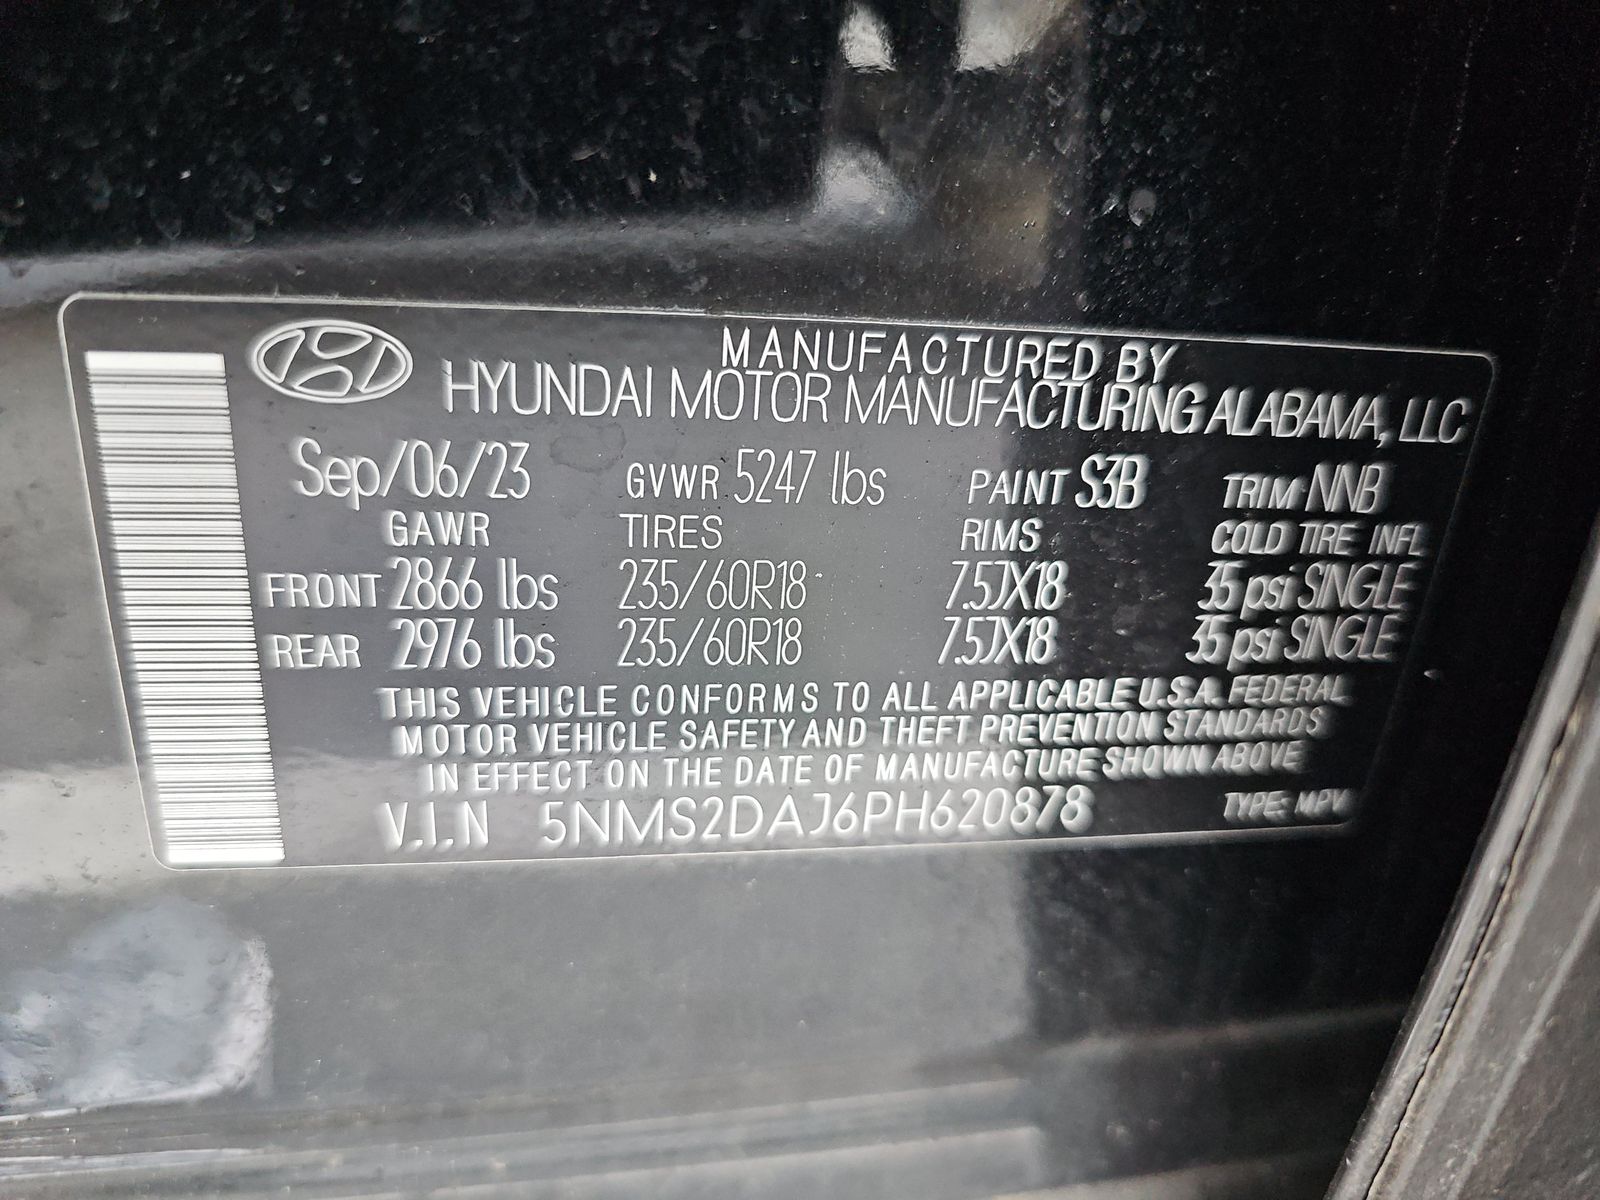 MANUFACTURED BY
HYUNDAI MOTOR MANUFACTURING ALABAMA, LLC
Sep/06/23 GVWR 5247 lbs PAINT S3B TRIM NNB
GAWR TIRES RIMS COLD TIRE INFL
FRONT 2866 lbs 235/60R18 7.5JX18 35 psi SINGLE
REAR 2976 lbs 235/60R18 7.5JX18 35 psi SINGLE
THIS VEHICLE CONFORMS TO ALL APPLICABLE U.S.A. FEDERAL
MOTOR VEHICLE SAFETY AND THEFT PREVENTION STANDARDS
IN EFFECT ON THE DATE OF MANUFACTURE SHOWN ABOVE
V.I.N 5NMS2DAJ6PH620878 TYPE: MPV